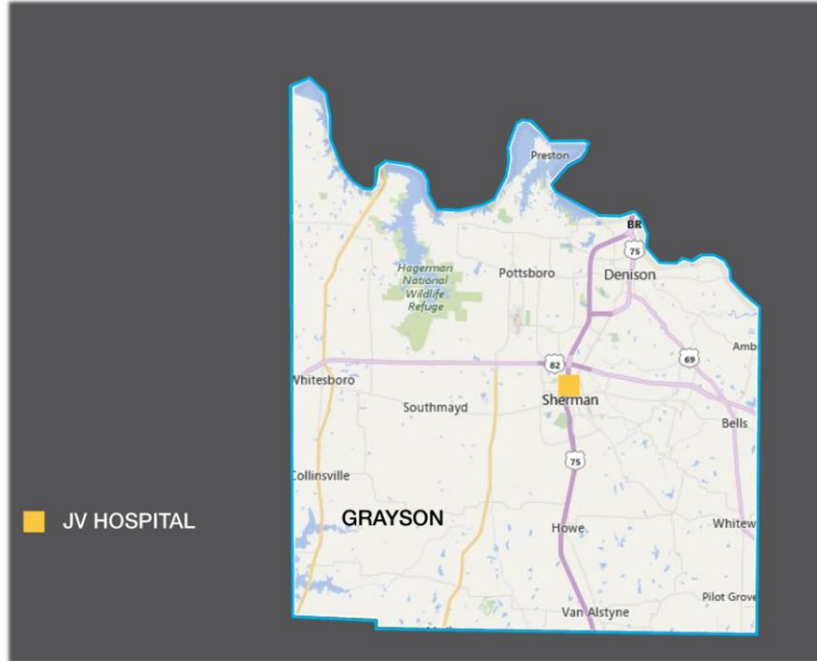 Preston
BR
75
Denison
Pottsboro
Hagerman
National
Wildlife
Refuge
69
82
Whitesboro
Sherman
Southmayd
Bells
75
Collinsville
JV HOSPITAL
GRAYSON
Howe
Whitew
Pilot Grove
Van Alstyne
Amb